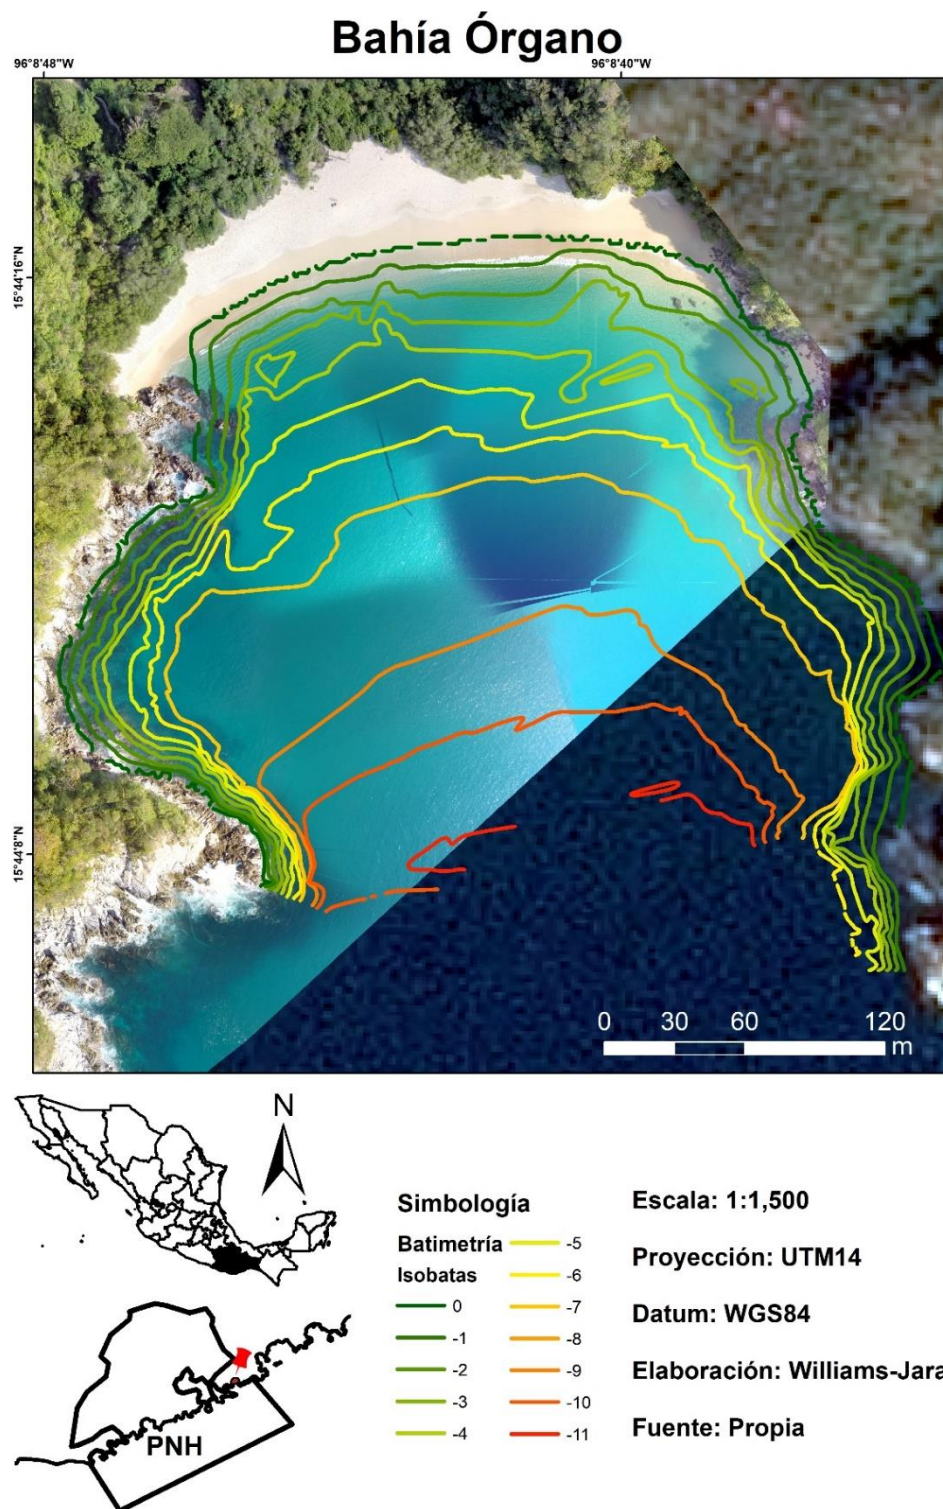 Bahía Órgano
96°8'48"W
96°8'40"W
15°44'16"N
15°44'8"N
0 30 60 120
m
N
PNH
Simbología
Batimetría
Isobatas
0
-1
-2
-3
-4
-5
-6
-7
-8
-9
-10
-11
Escala: 1:1,500
Proyección: UTM14
Datum: WGS84
Elaboración: Williams-Jara
Fuente: Propia